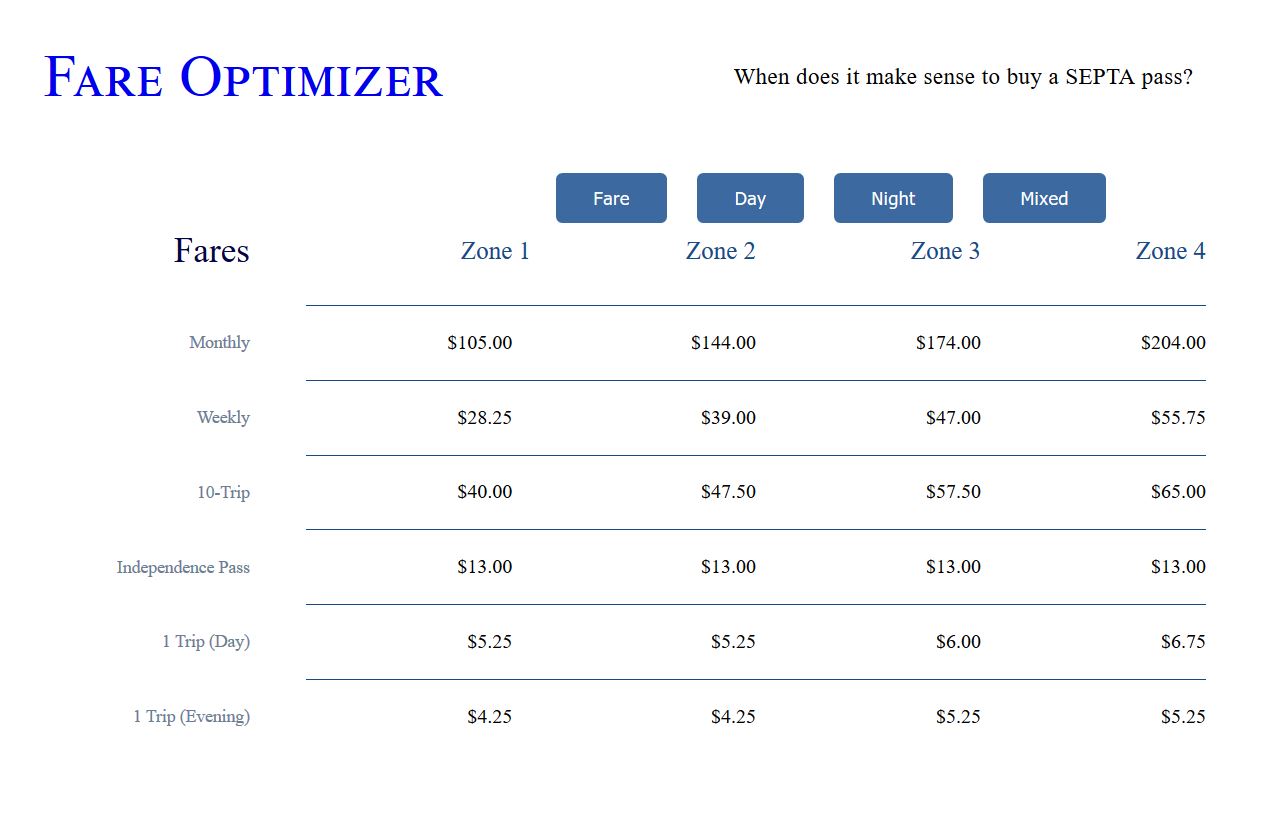 Fare Optimizer
When does it make sense to buy a SEPTA pass?
Fare Day Night Mixed
Fares Zone 1 Zone 2 Zone 3 Zone 4
Monthly $105.00 $144.00 $174.00 $204.00
Weekly $28.25 $39.00 $47.00 $55.75
10-Trip $40.00 $47.50 $57.50 $65.00
Independence Pass $13.00 $13.00 $13.00 $13.00
1 Trip (Day) $5.25 $5.25 $6.00 $6.75
1 Trip (Evening) $4.25 $4.25 $5.25 $5.25